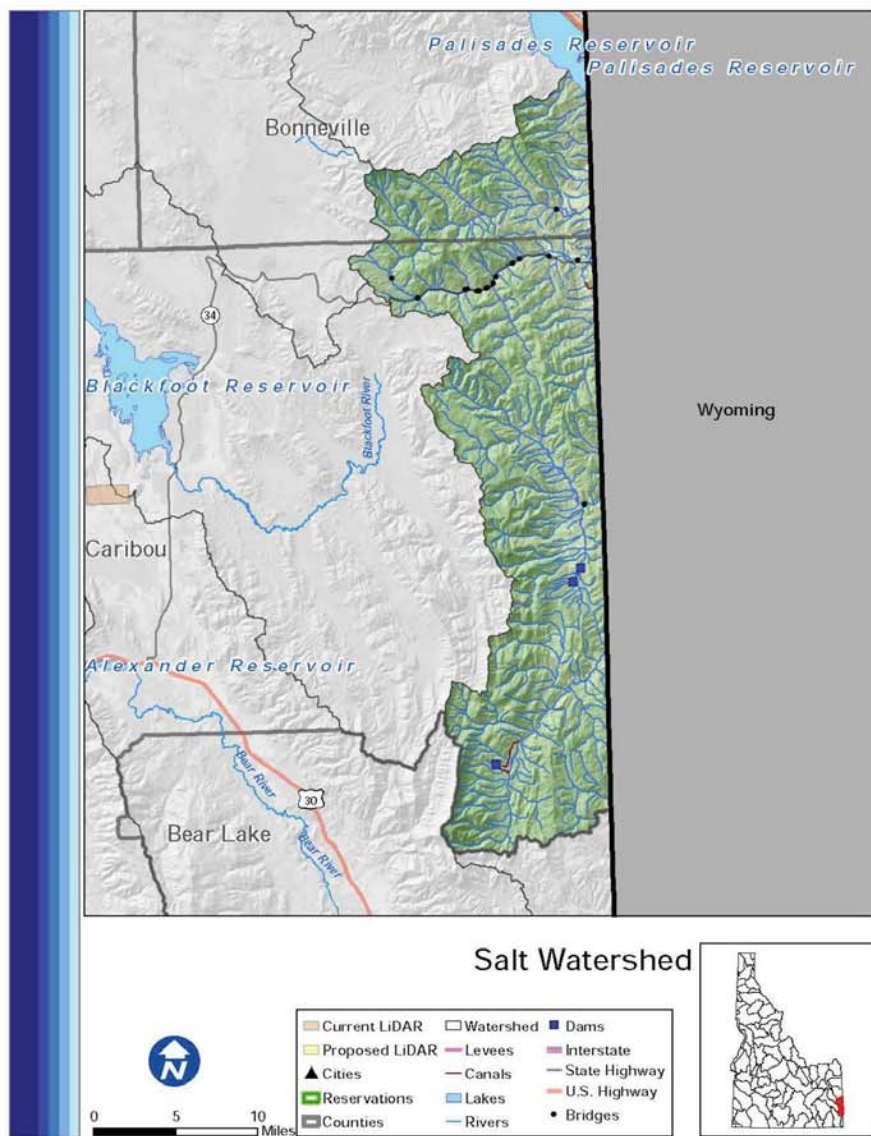 Palisades Reservoir
Palisades Reservoir
Bonneville
34
Blackfoot Reservoir
Blackfoot River
Wyoming
Caribou
Alexander Reservoir
Bear River
30
Bear Lake
Bear River
Salt Watershed
N
0 5 10
Miles
Current LiDAR
Proposed LiDAR
Cities
Reservations
Counties
Watershed
Levees
Canals
Lakes
Rivers
Dams
Interstate
State Highway
U.S. Highway
Bridges